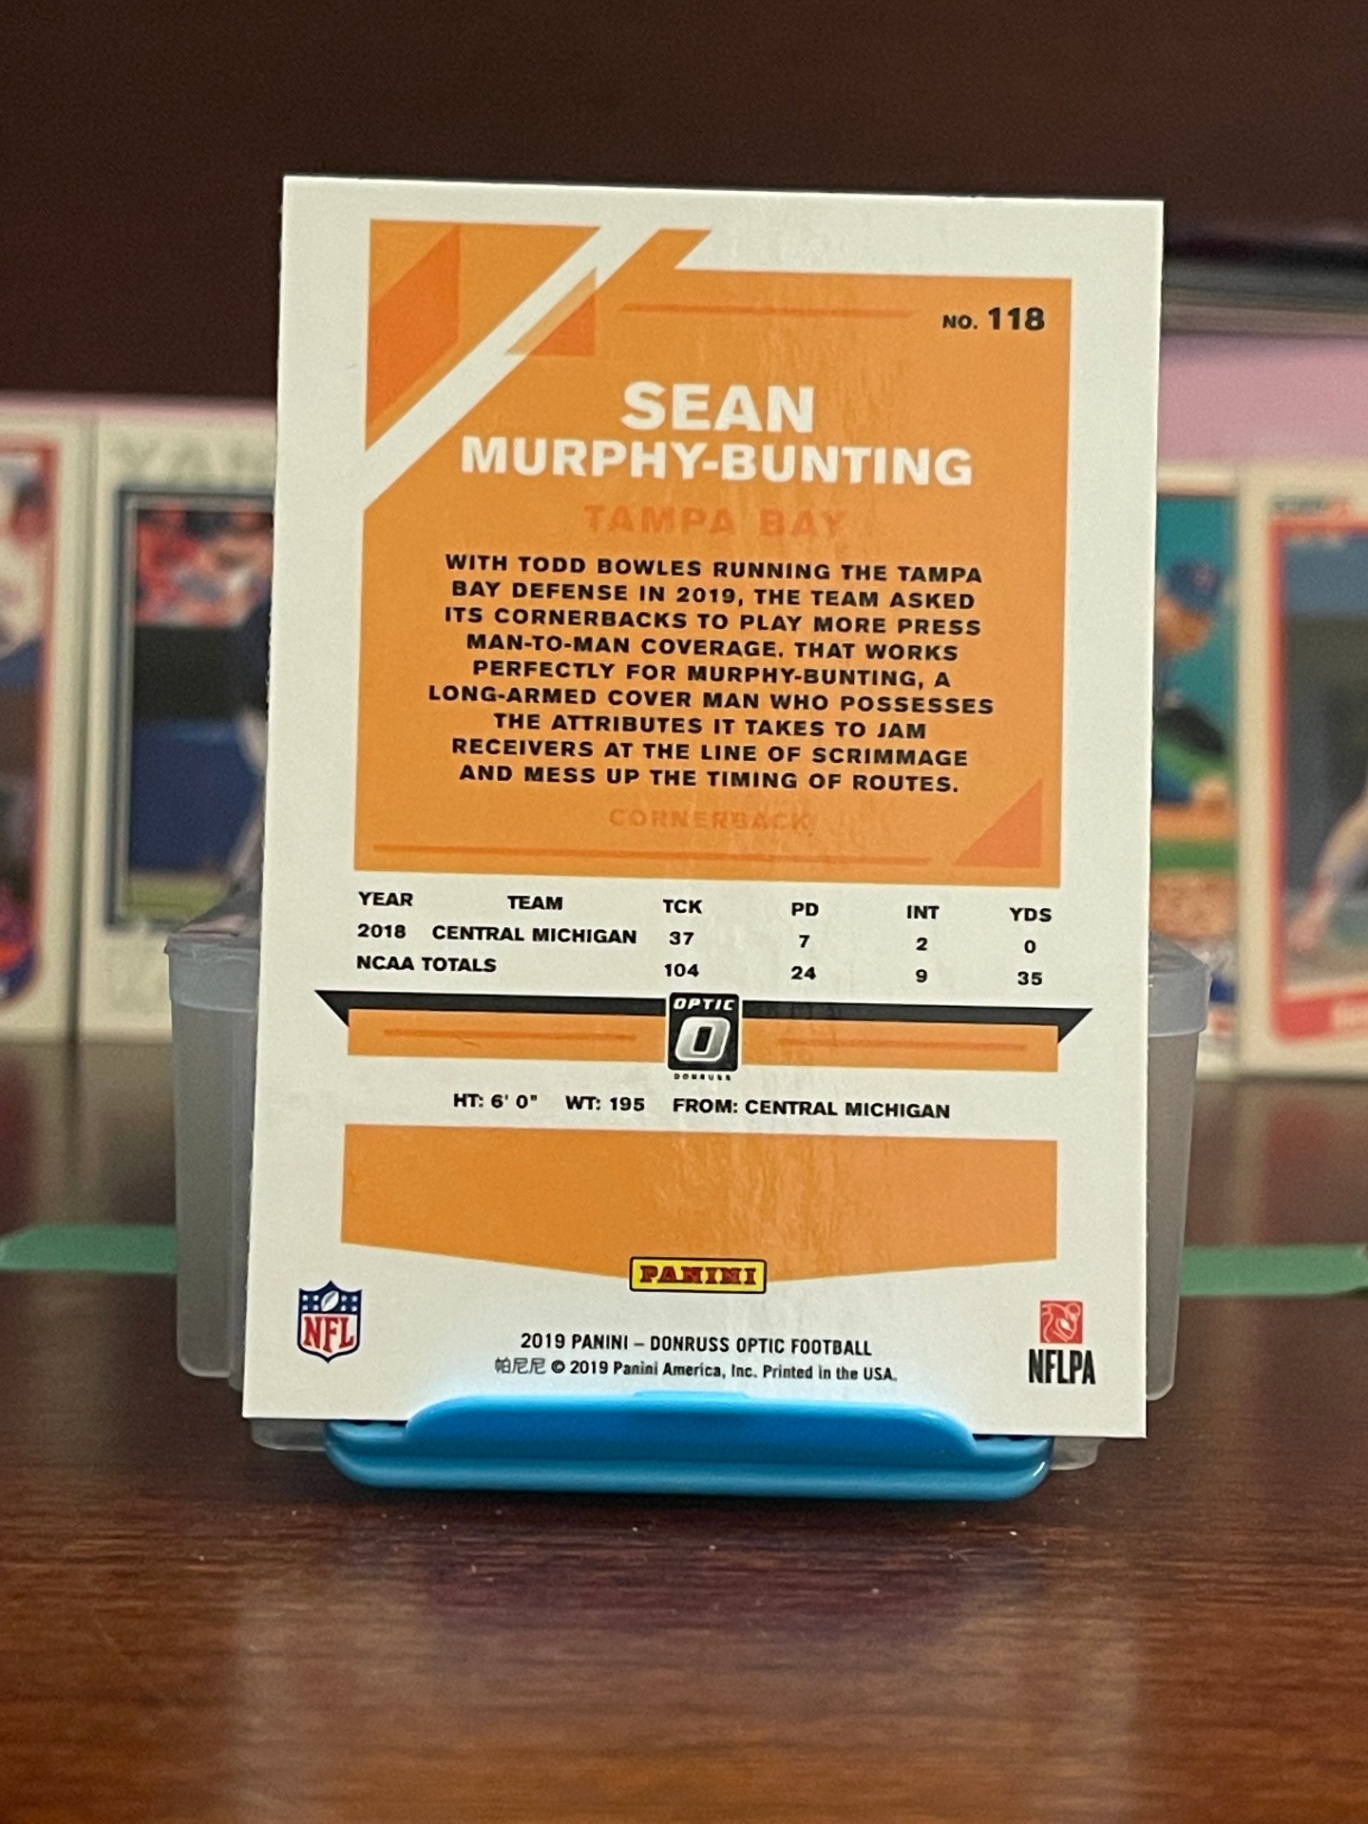 NO. 118
SEAN
MURPHY-BUNTING
TAMPA BAY
WITH TODD BOWLES RUNNING THE TAMPA
BAY DEFENSE IN 2019, THE TEAM ASKED
ITS CORNERBACKS TO PLAY MORE PRESS
MAN-TO-MAN COVERAGE. THAT WORKS
PERFECTLY FOR MURPHY-BUNTING, A
LONG-ARMED COVER MAN WHO POSSESSES
THE ATTRIBUTES IT TAKES TO JAM
RECEIVERS AT THE LINE OF SCRIMMAGE
AND MESS UP THE TIMING OF ROUTES.
CORNERBACK
YEAR TEAM TCK PD INT YDS
2018 CENTRAL MICHIGAN 37 7 2 0
NCAA TOTALS 104 24 9 35
OPTIC
O
DONRUSS
HT: 6' 0" WT: 195 FROM: CENTRAL MICHIGAN
PANINI
NFL
2019 PANINI – DONRUSS OPTIC FOOTBALL
帕尼尼 © 2019 Panini America, Inc. Printed in the USA.
NFLPA